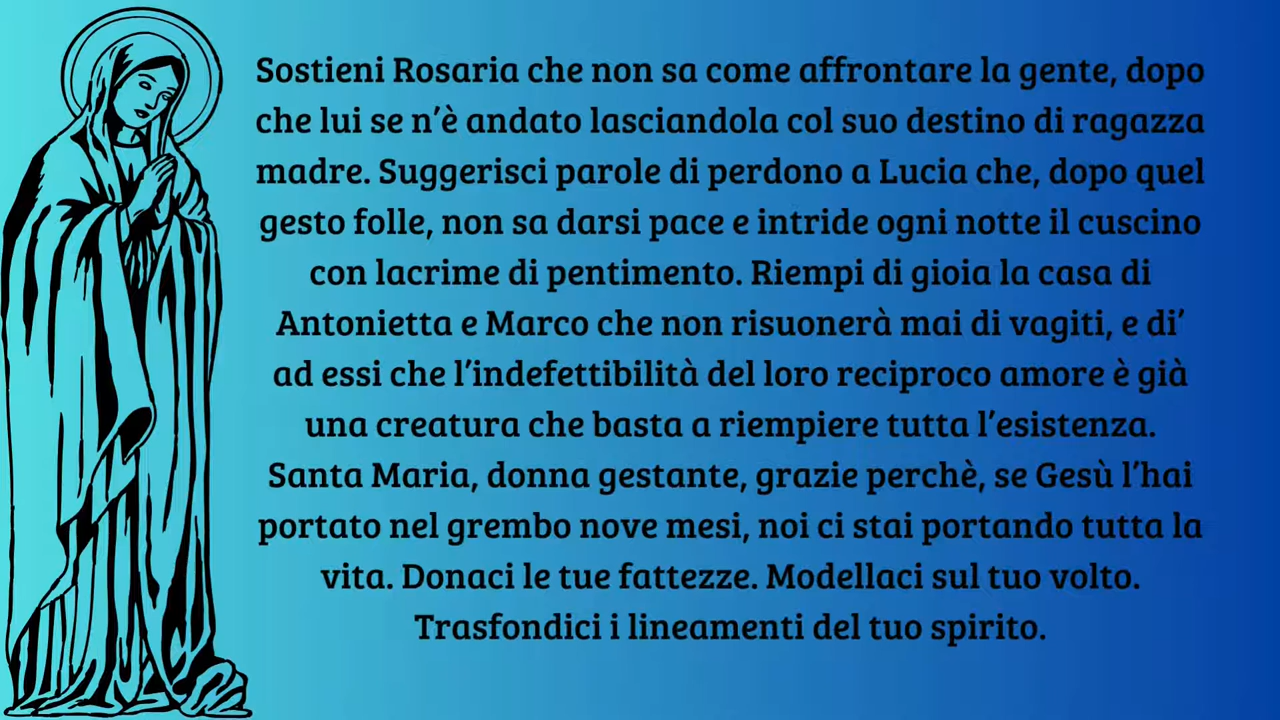 Sostieni Rosaria che non sa come affrontare la gente, dopo
che lui se n’è andato lasciandola col suo destino di ragazza
madre. Suggerisci parole di perdono a Lucia che, dopo quel
gesto folle, non sa darsi pace e intride ogni notte il cuscino
con lacrime di pentimento. Riempi di gioia la casa di
Antonietta e Marco che non risuonerà mai di vagiti, e di’
ad essi che l’indefettibilità del loro reciproco amore è già
una creatura che basta a riempiere tutta l’esistenza.
Santa Maria, donna gestante, grazie perchè, se Gesù l’hai
portato nel grembo nove mesi, noi ci stai portando tutta la
vita. Donaci le tue fattezze. Modellaci sul tuo volto.
Trasfondici i lineamenti del tuo spirito.